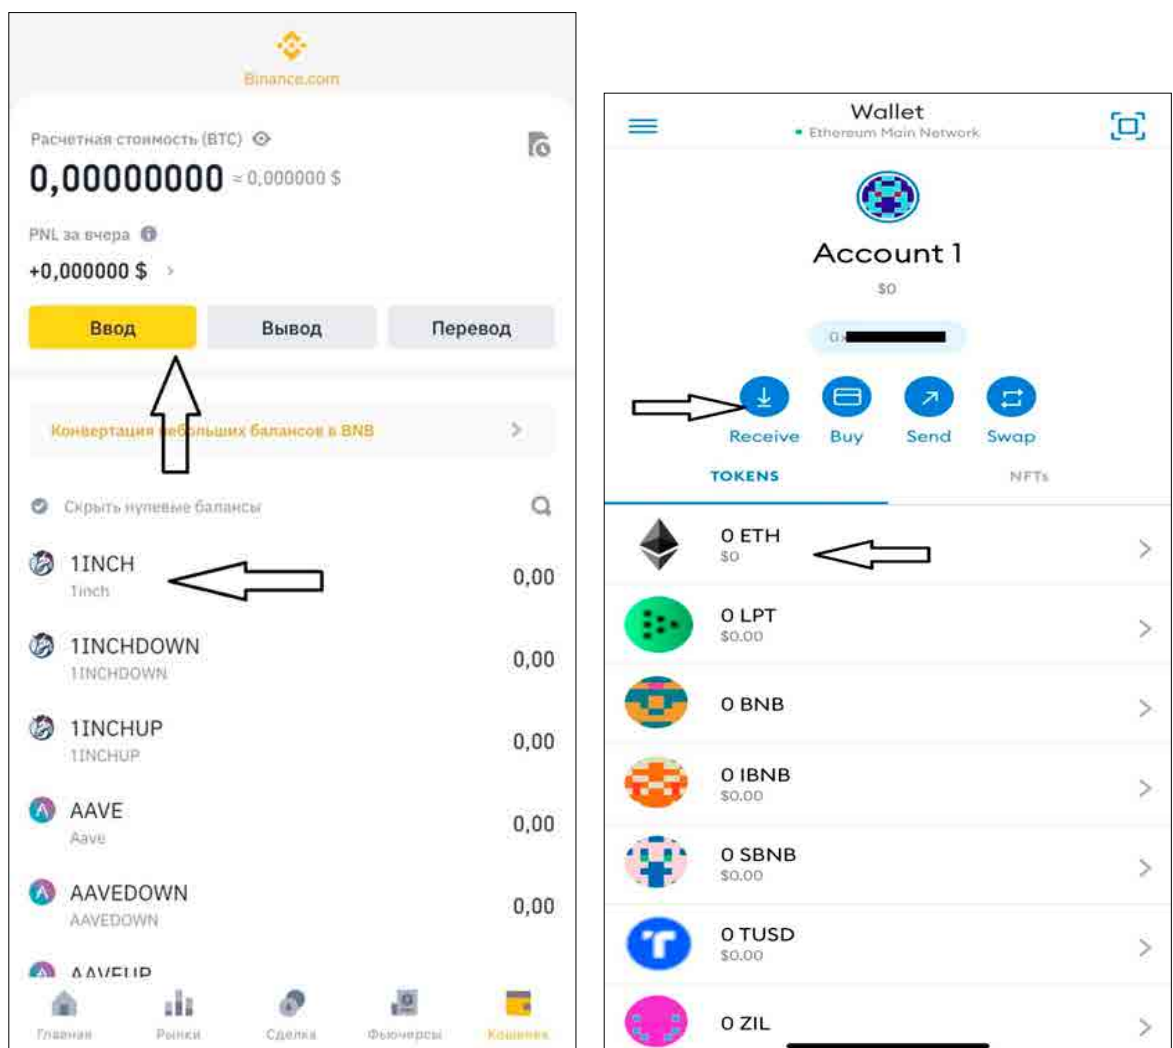 Binance.com
Расчетная стоимость (BTC)
0,00000000 ≈ 0,000000 $
PNL за вчера
+0,000000 $ >
Ввод Вывод Перевод
Конвертация небольших балансов в BNB >
Скрыть нулевые балансы
1INCH
1inch
0,00
1INCHDOWN
1INCHDOWN
0,00
1INCHUP
1INCHUP
0,00
AAVE
Aave
0,00
AAVEDOWN
AAVEDOWN
0,00
AAVEUP
Главная Рынки Сделка Фьючерсы Кошелек
Wallet
Ethereum Main Network
Account 1
$0
0x
Receive Buy Send Swap
TOKENS NFTs
0 ETH
$0
0 LPT
$0.00
0 BNB
0 IBNB
$0.00
0 SBNB
$0.00
0 TUSD
$0.00
0 ZIL